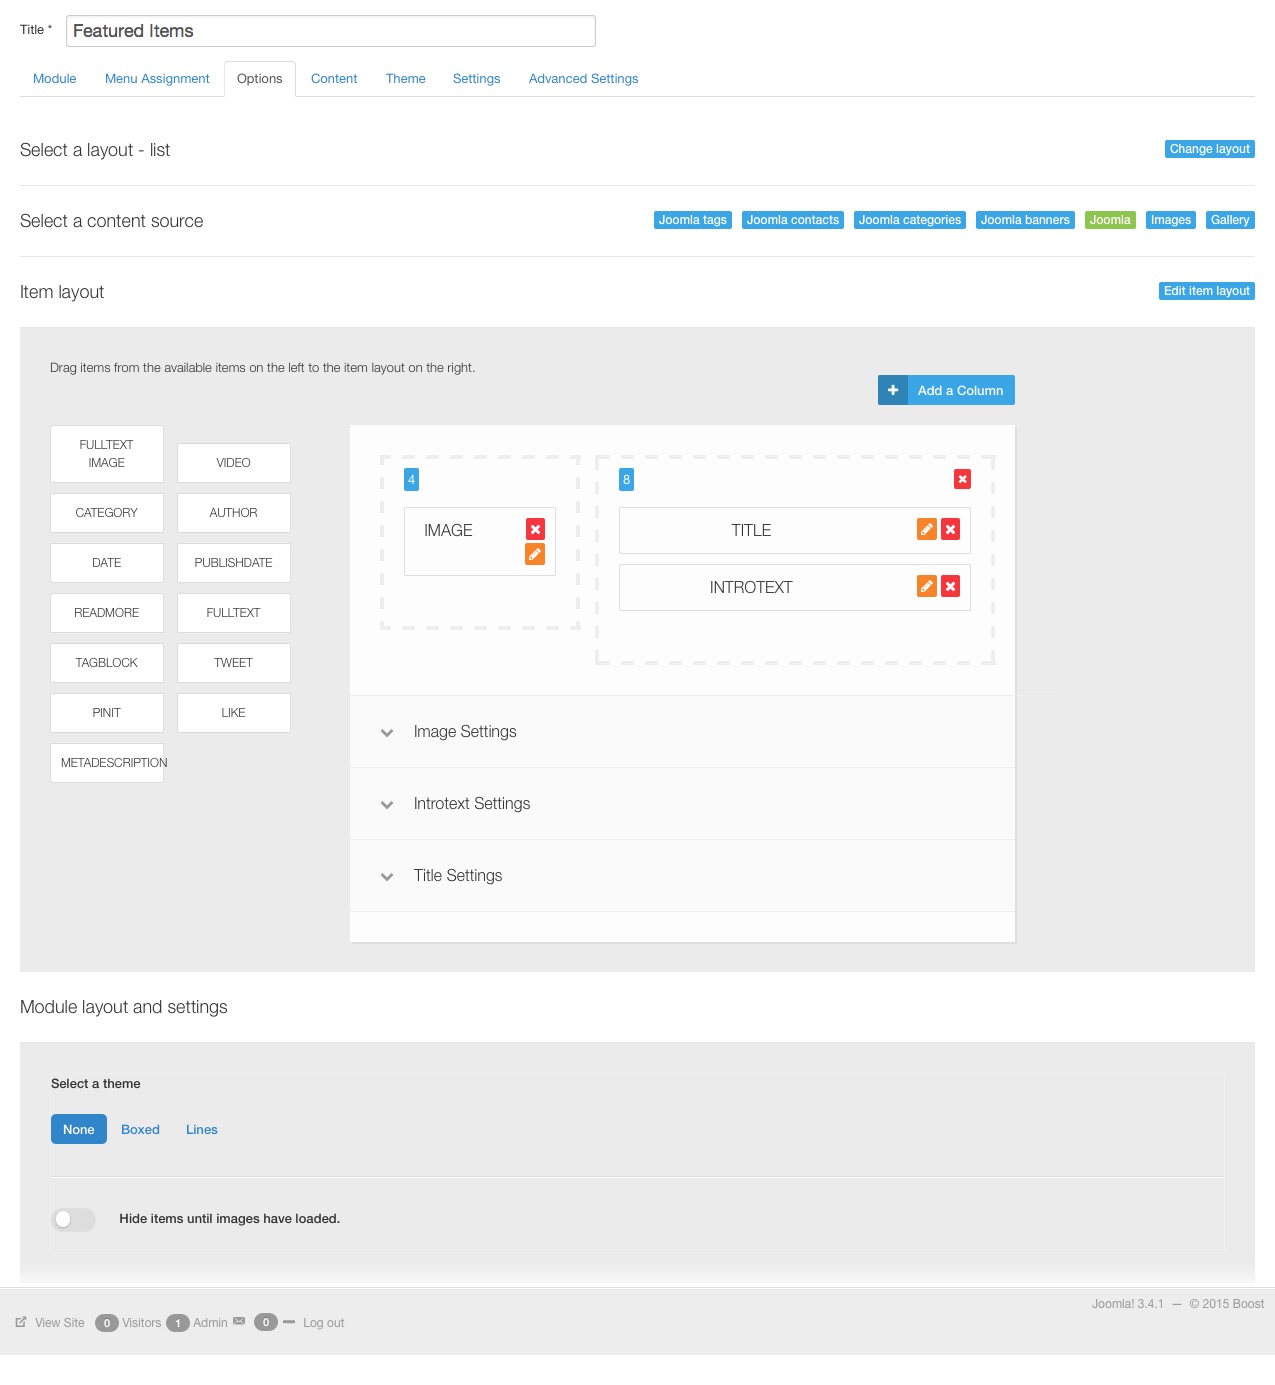 Title *
Featured Items
Module Menu Assignment Options Content Theme Settings Advanced Settings
Select a layout - list Change layout
Select a content source Joomla tags Joomla contacts Joomla categories Joomla banners Joomla Images Gallery
Item layout Edit item layout
Drag items from the available items on the left to the item layout on the right.
Add a Column
FULLTEXT
IMAGE
VIDEO
CATEGORY AUTHOR
DATE PUBLISHDATE
READMORE FULLTEXT
TAGBLOCK TWEET
PINIT LIKE
METADESCRIPTION
4
IMAGE
8
TITLE
INTROTEXT
Image Settings
Introtext Settings
Title Settings
Module layout and settings
Select a theme
None Boxed Lines
Hide items until images have loaded.
Joomla! 3.4.1 — © 2015 Boost
View Site 0 Visitors 1 Admin 0 Log out